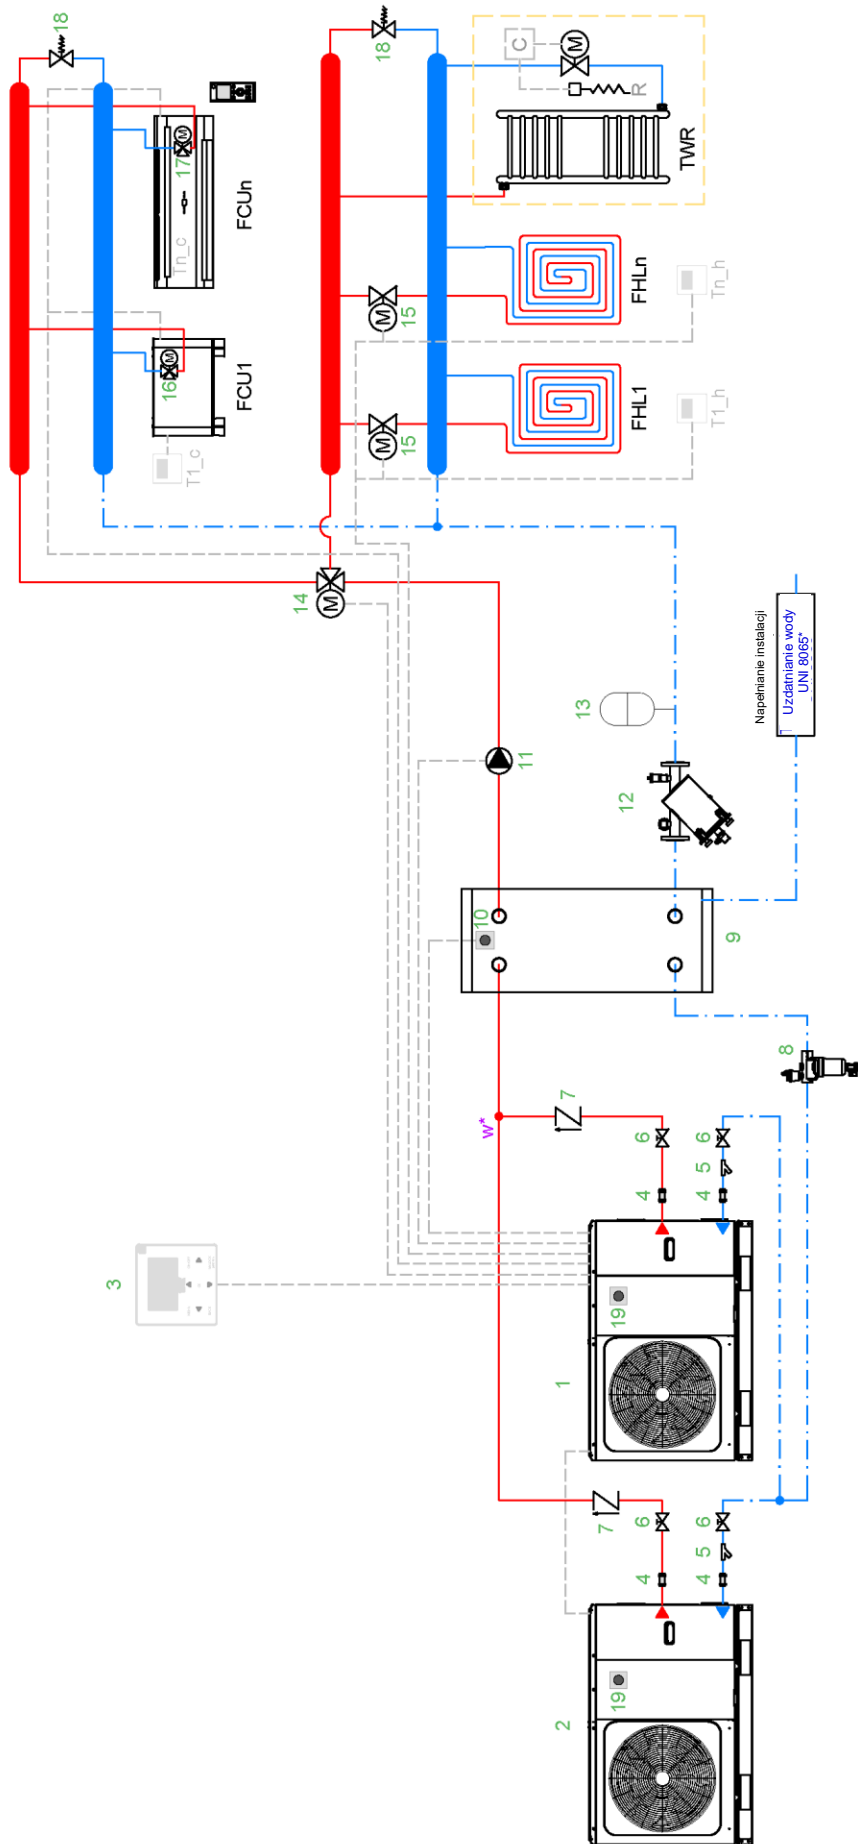 18
18
C
M
R
TWR
M
17
Tn_c
FCUn
M
16
FCU1
T1_c
M
15
FHLn
Tn_h
M
15
FHL1
T1_h
14
M
Napełnianie instalacji
Uzdatnianie wody
UNI 8065*
13
11
12
10
9
8
w*
7
6
6
4
5
4
3
19
1
7
6
6
4
5
4
19
2